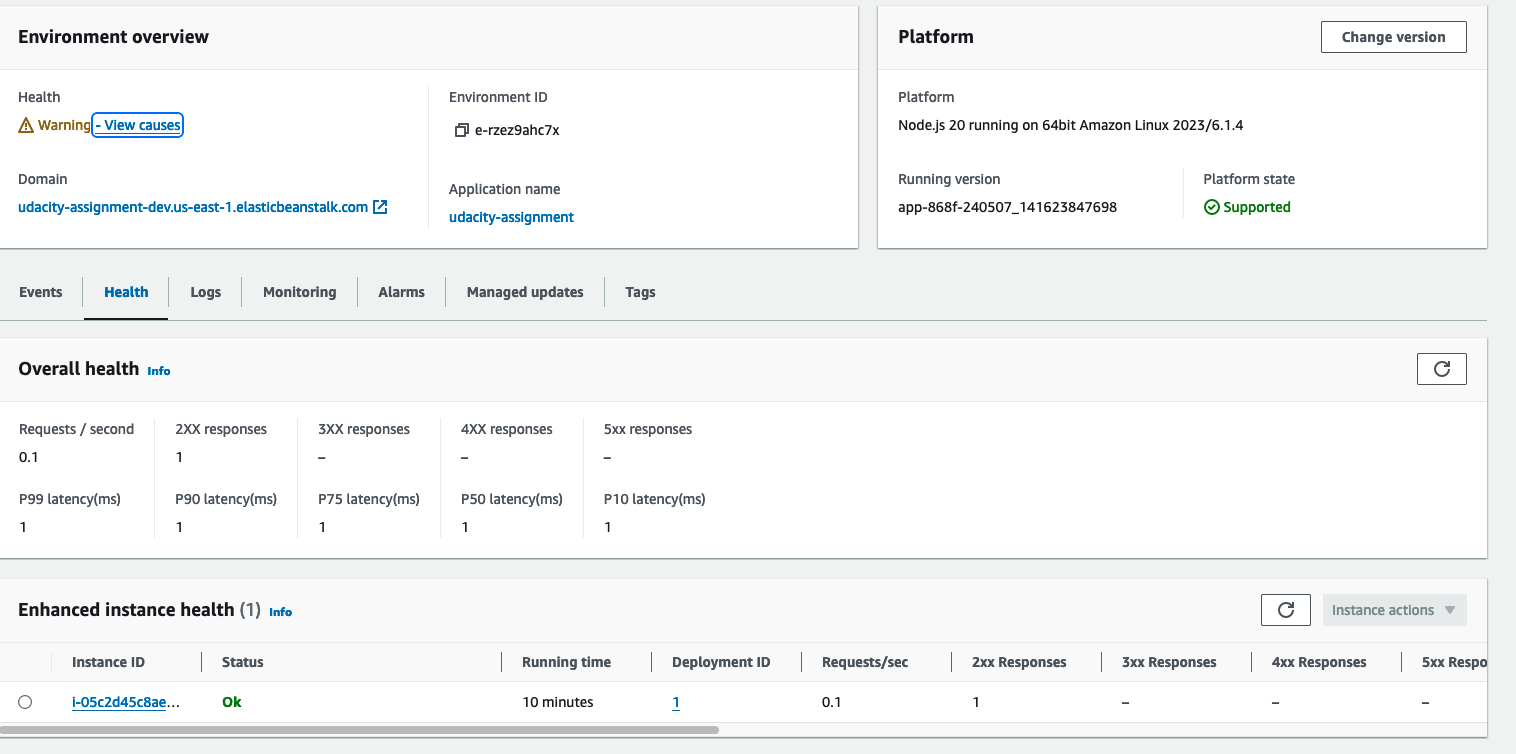 Environment overview
Health
Warning - View causes
Domain
udacity-assignment-dev.us-east-1.elasticbeanstalk.com
Environment ID
e-rzez9ahc7x
Application name
udacity-assignment
Platform
Change version
Platform
Node.js 20 running on 64bit Amazon Linux 2023/6.1.4
Running version
app-868f-240507_141623847698
Platform state
Supported
Events Health Logs Monitoring Alarms Managed updates Tags
Overall health Info
Requests / second 2XX responses 3XX responses 4XX responses 5xx responses
0.1 1 – – –
P99 latency(ms) P90 latency(ms) P75 latency(ms) P50 latency(ms) P10 latency(ms)
1 1 1 1 1
Enhanced instance health (1) Info
Instance actions
Instance ID Status Running time Deployment ID Requests/sec 2xx Responses 3xx Responses 4xx Responses 5xx Respo
i-05c2d45c8ae... Ok 10 minutes 1 0.1 1 – – –